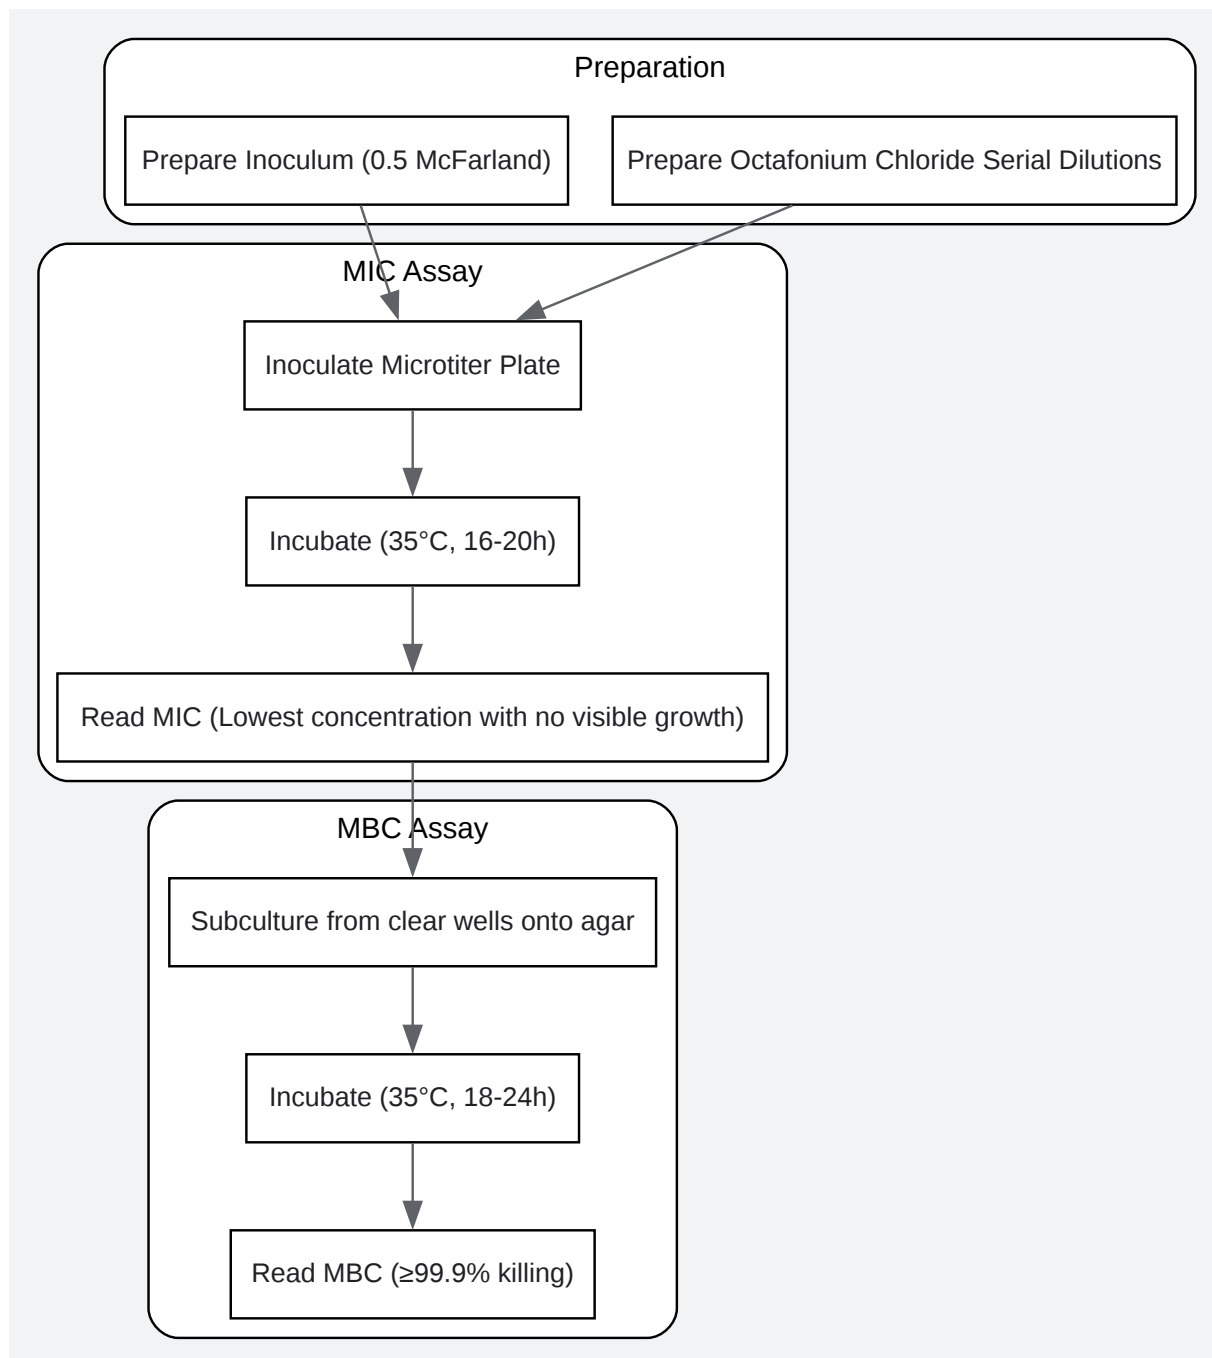 Preparation
Prepare Inoculum (0.5 McFarland)
Prepare Octafonium Chloride Serial Dilutions
MIC Assay
Inoculate Microtiter Plate
Incubate (35°C, 16-20h)
Read MIC (Lowest concentration with no visible growth)
MBC Assay
Subculture from clear wells onto agar
Incubate (35°C, 18-24h)
Read MBC (≥99.9% killing)